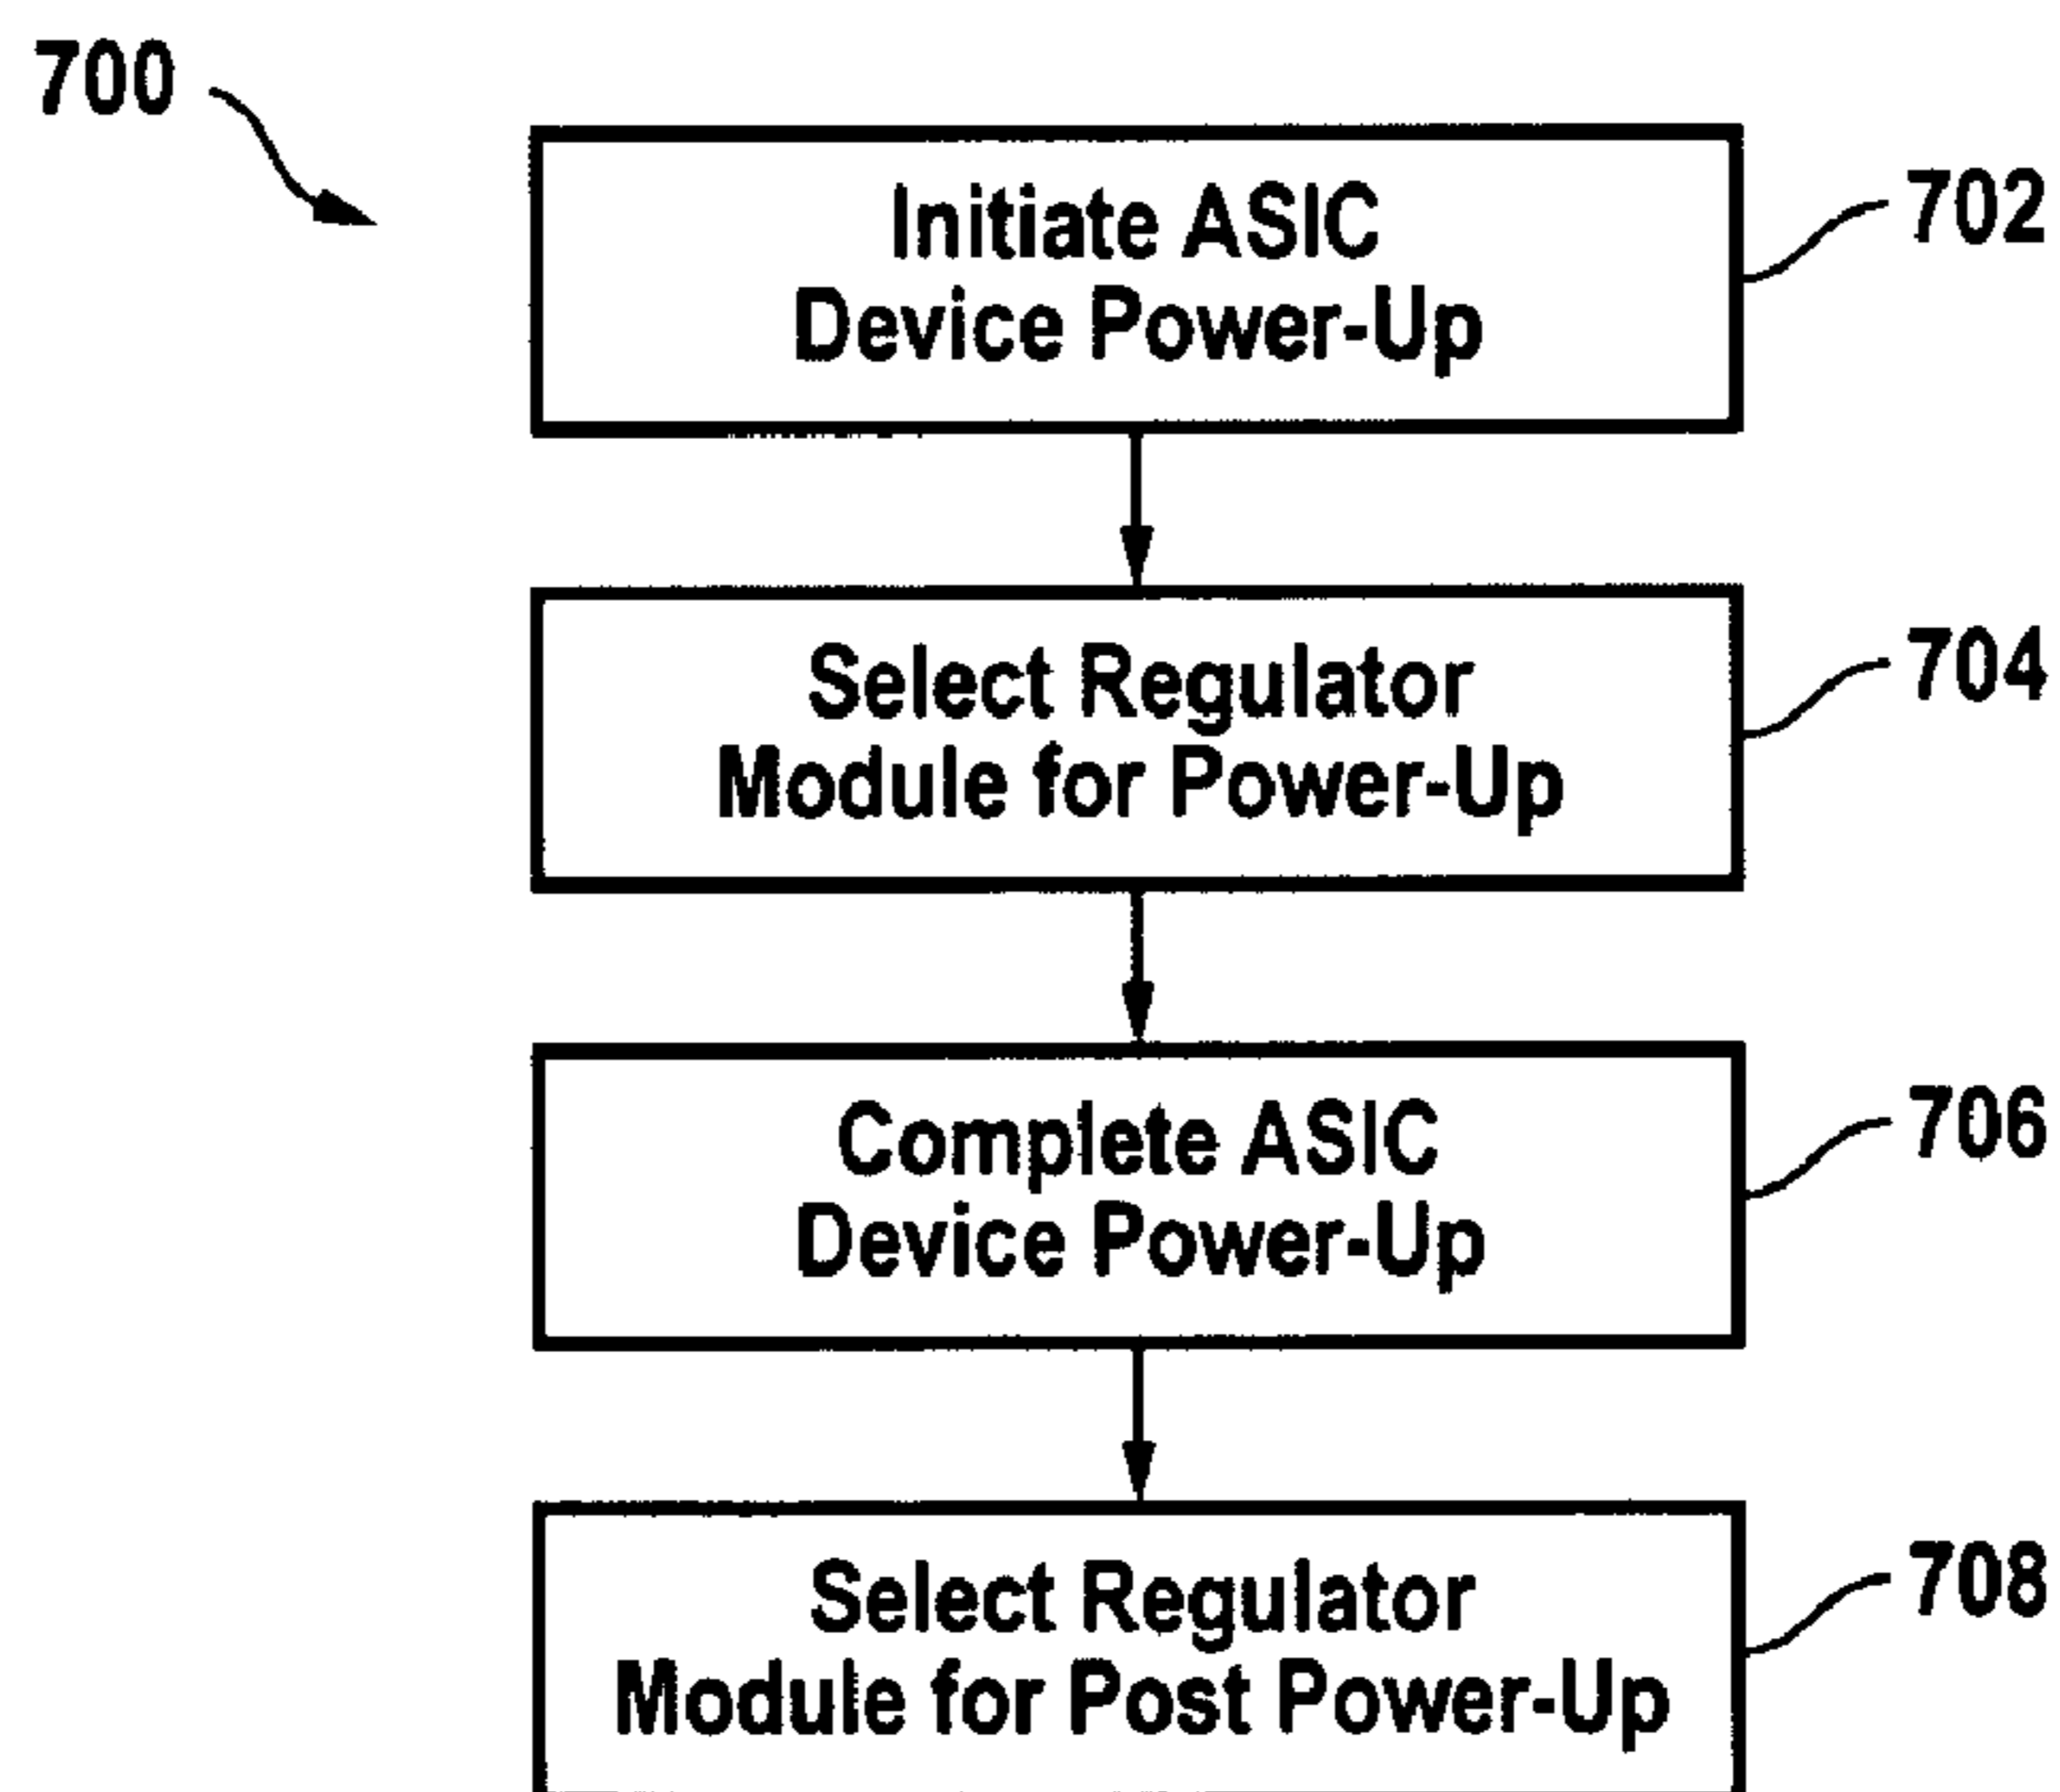 700
Initiate ASIC
Device Power-Up
702
Select Regulator
Module for Power-Up
704
Complete ASIC
Device Power-Up
706
Select Regulator
Module for Post Power-Up
708